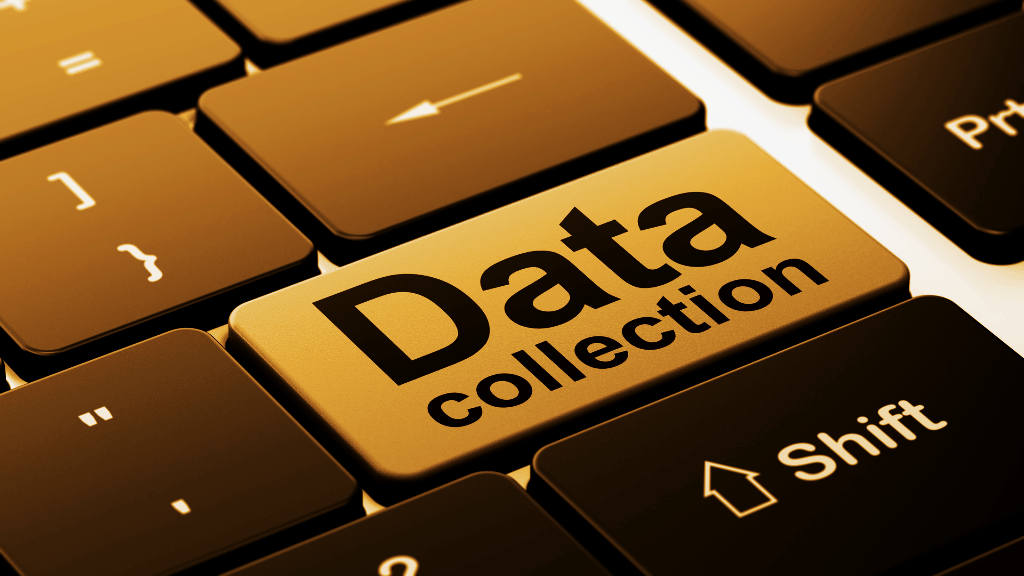 +
=
]
}
Prt
Data
collection
"
'
Shift
?